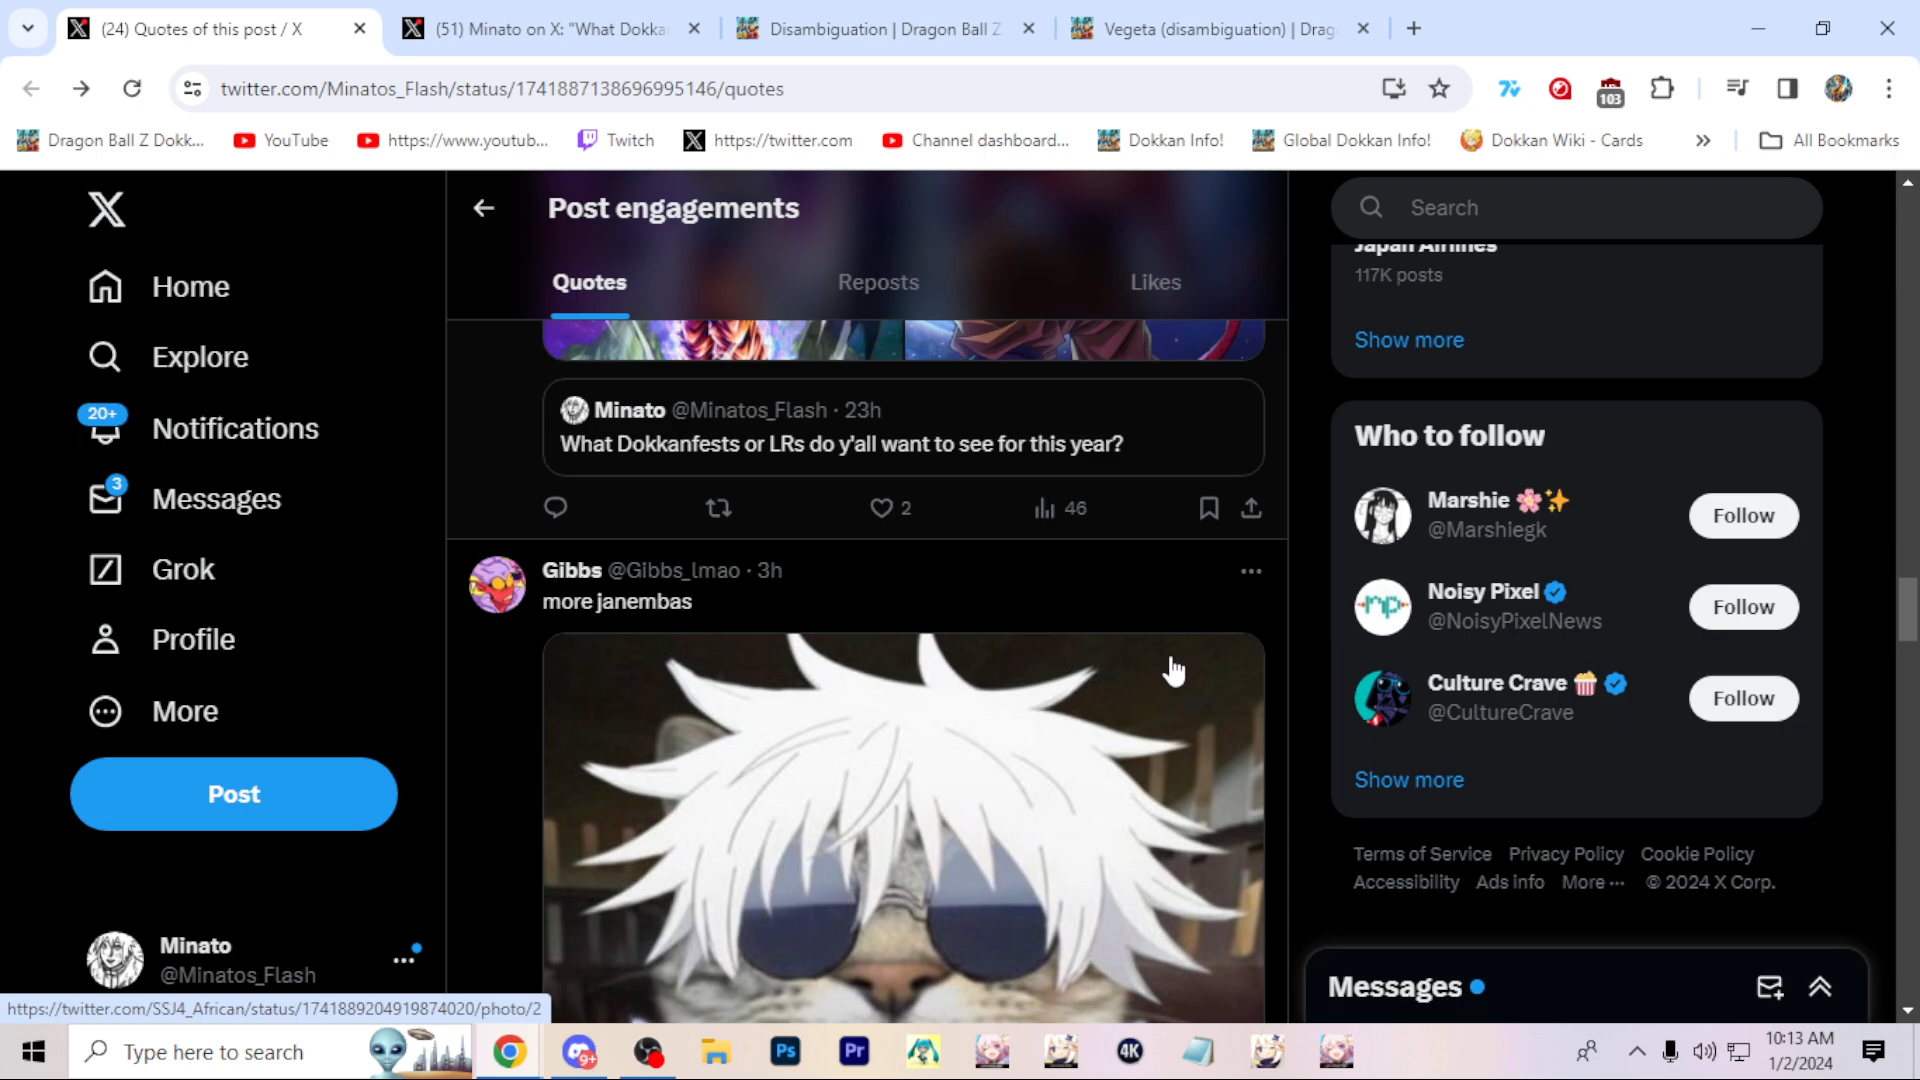 (24) Quotes of this post / X
(51) Minato on X: "What Dokka
Disambiguation | Dragon Ball Z
Vegeta (disambiguation) | Drag
twitter.com/Minatos_Flash/status/1741887138696995146/quotes
103
Dragon Ball Z Dokk...
YouTube
https://www.youtub...
Twitch
https://twitter.com
Channel dashboard...
Dokkan Info!
Global Dokkan Info!
Dokkan Wiki - Cards
All Bookmarks
Home
Explore
20+
Notifications
3
Messages
Grok
Profile
More
Post
Minato
@Minatos_Flash
Post engagements
Quotes
Reposts
Likes
Minato @Minatos_Flash · 23h
What Dokkanfests or LRs do y'all want to see for this year?
2
46
Gibbs @Gibbs_lmao · 3h
more janembas
Search
Japan Airlines
117K posts
Show more
Who to follow
Marshie
@Marshiegk
Follow
Noisy Pixel
@NoisyPixelNews
Follow
Culture Crave
@CultureCrave
Follow
Show more
Terms of Service Privacy Policy Cookie Policy
Accessibility Ads info More ··· © 2024 X Corp.
Messages
https://twitter.com/SSJ4_African/status/1741889204919874020/photo/2
Type here to search
9+
Ps
Pr
4K
10:13 AM
1/2/2024